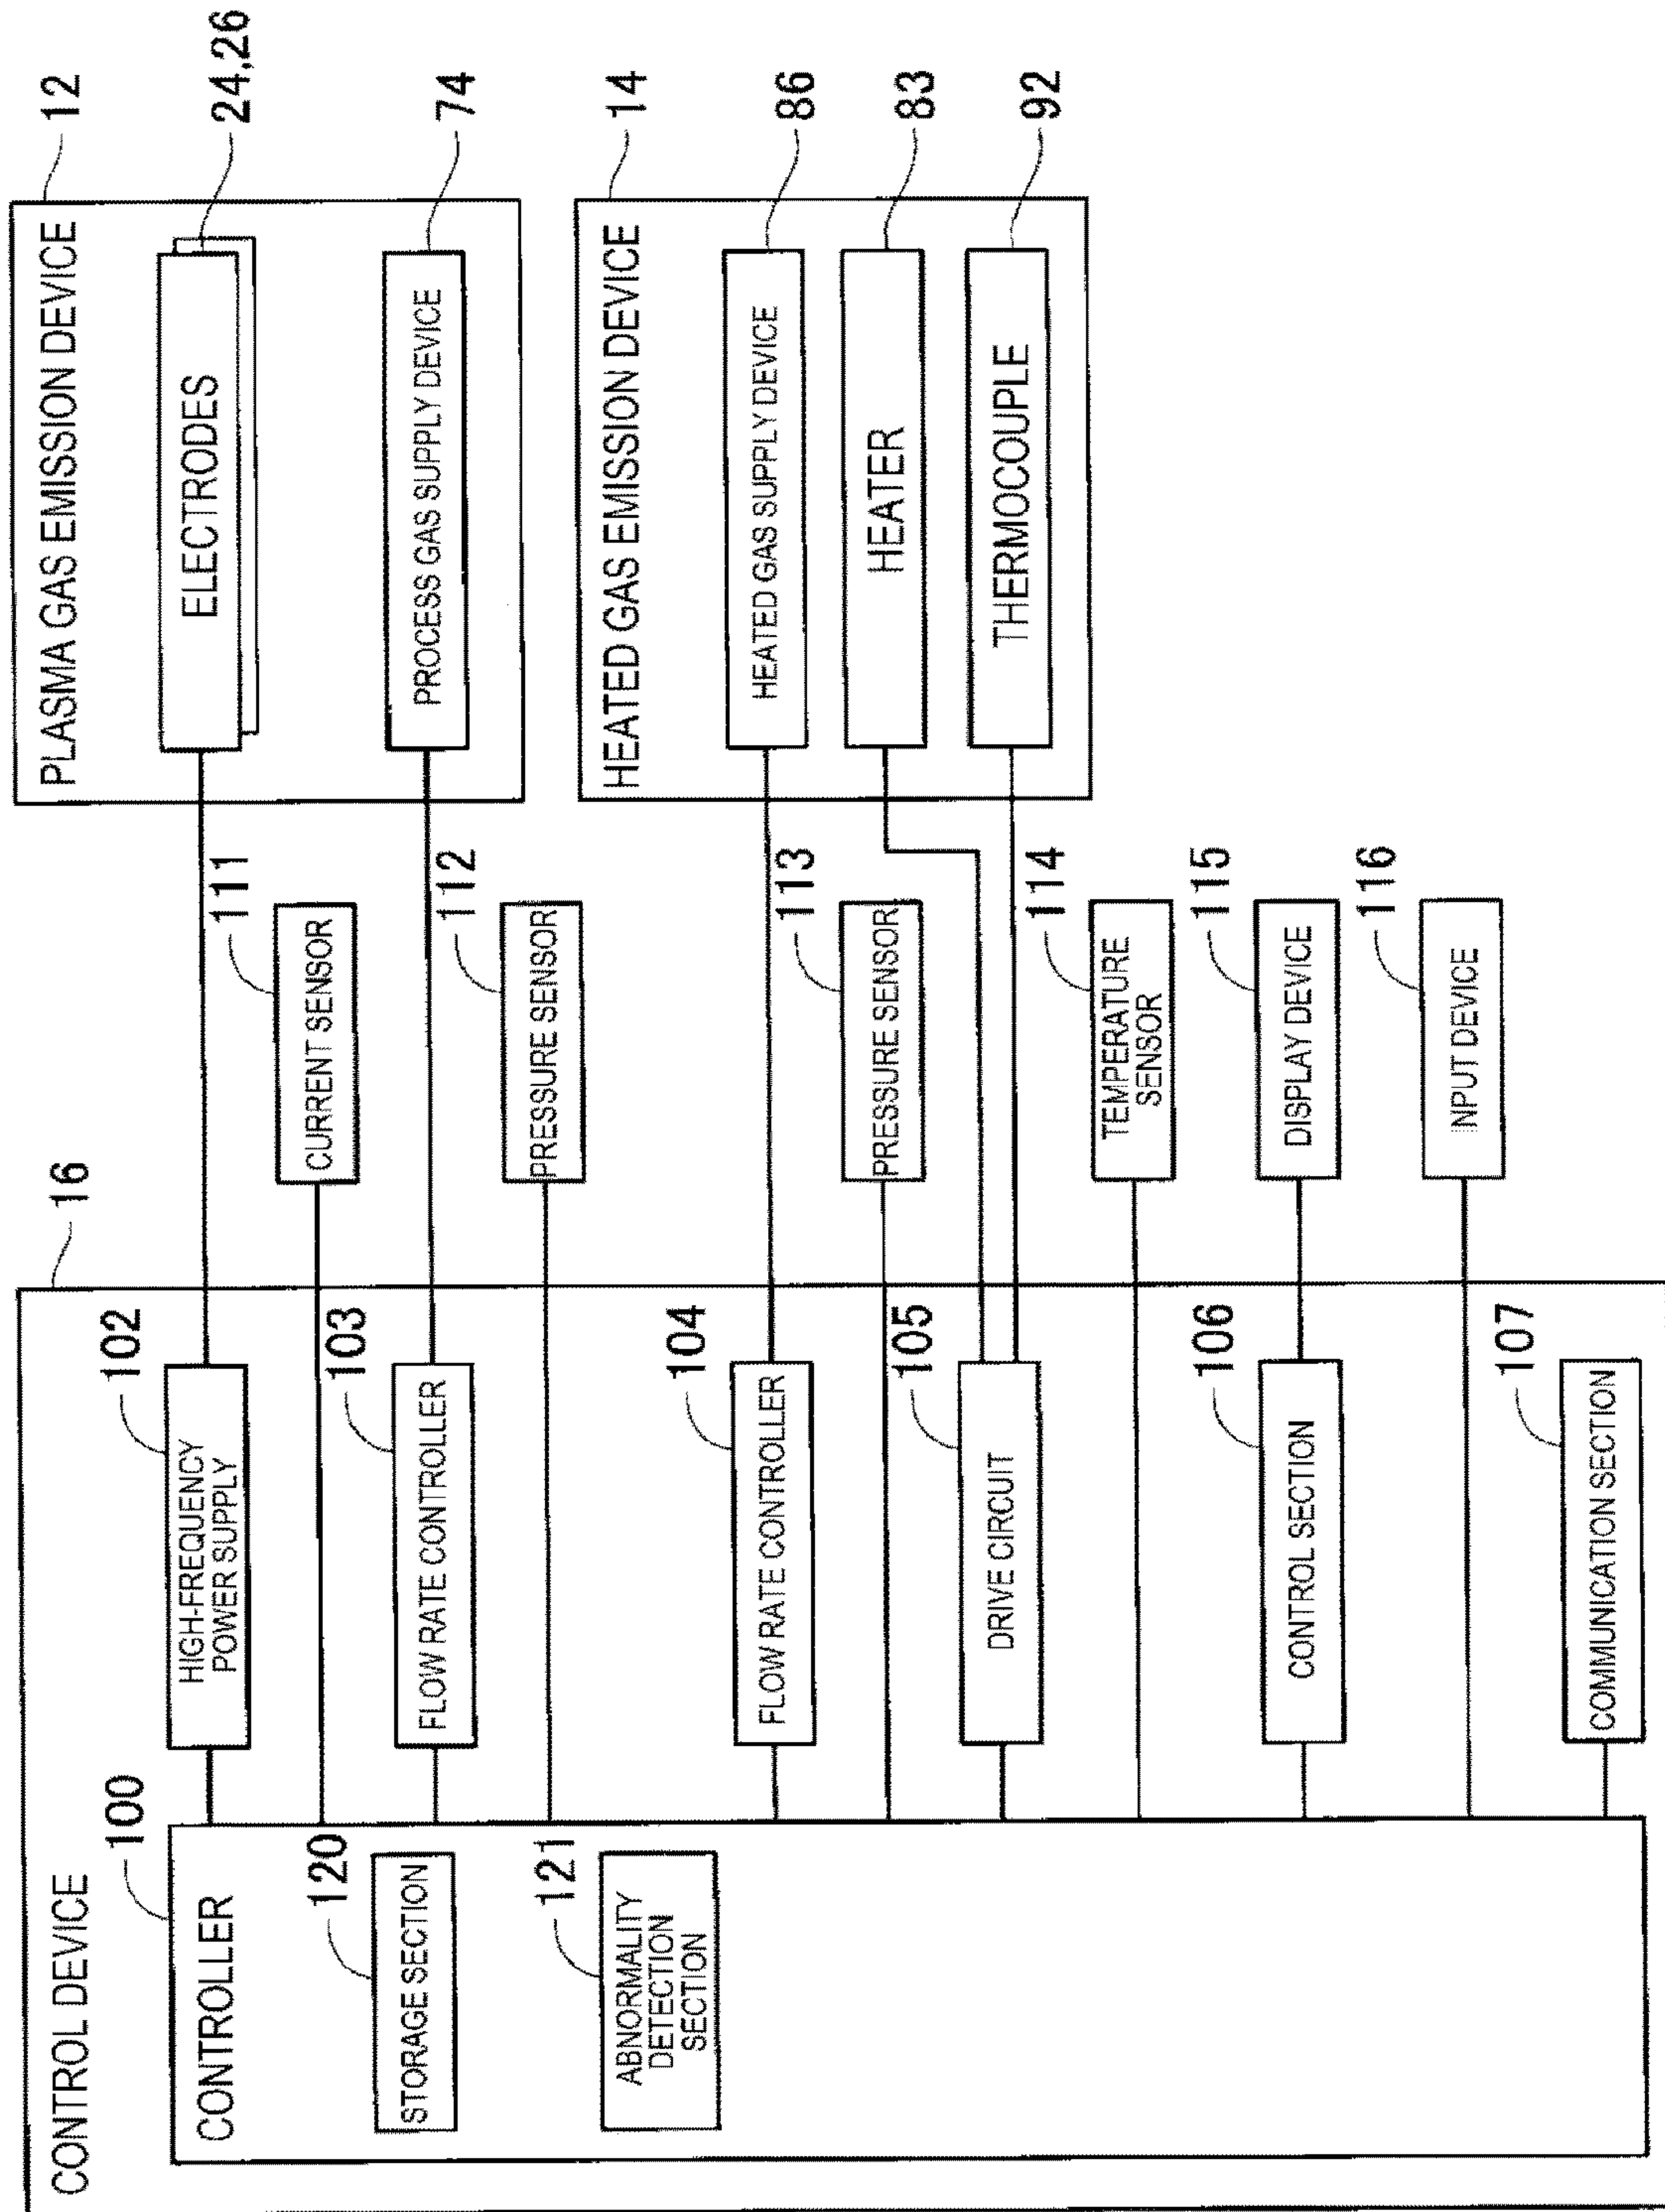 CONTROL DEVICE
16
CONTROLLER
100
STORAGE SECTION
120
ABNORMALITY
DETECTION
SECTION
121
HIGH-FREQUENCY
POWER SUPPLY
102
FLOW RATE CONTROLLER
103
FLOW RATE CONTROLLER
104
DRIVE CIRCUIT
105
CONTROL SECTION
106
COMMUNICATION SECTION
107
CURRENT SENSOR
111
PRESSURE SENSOR
112
PRESSURE SENSOR
113
TEMPERATURE
SENSOR
114
DISPLAY DEVICE
115
INPUT DEVICE
116
PLASMA GAS EMISSION DEVICE
12
ELECTRODES
24,26
PROCESS GAS SUPPLY DEVICE
74
HEATED GAS EMISSION DEVICE
14
HEATED GAS SUPPLY DEVICE
86
HEATER
83
THERMOCOUPLE
92